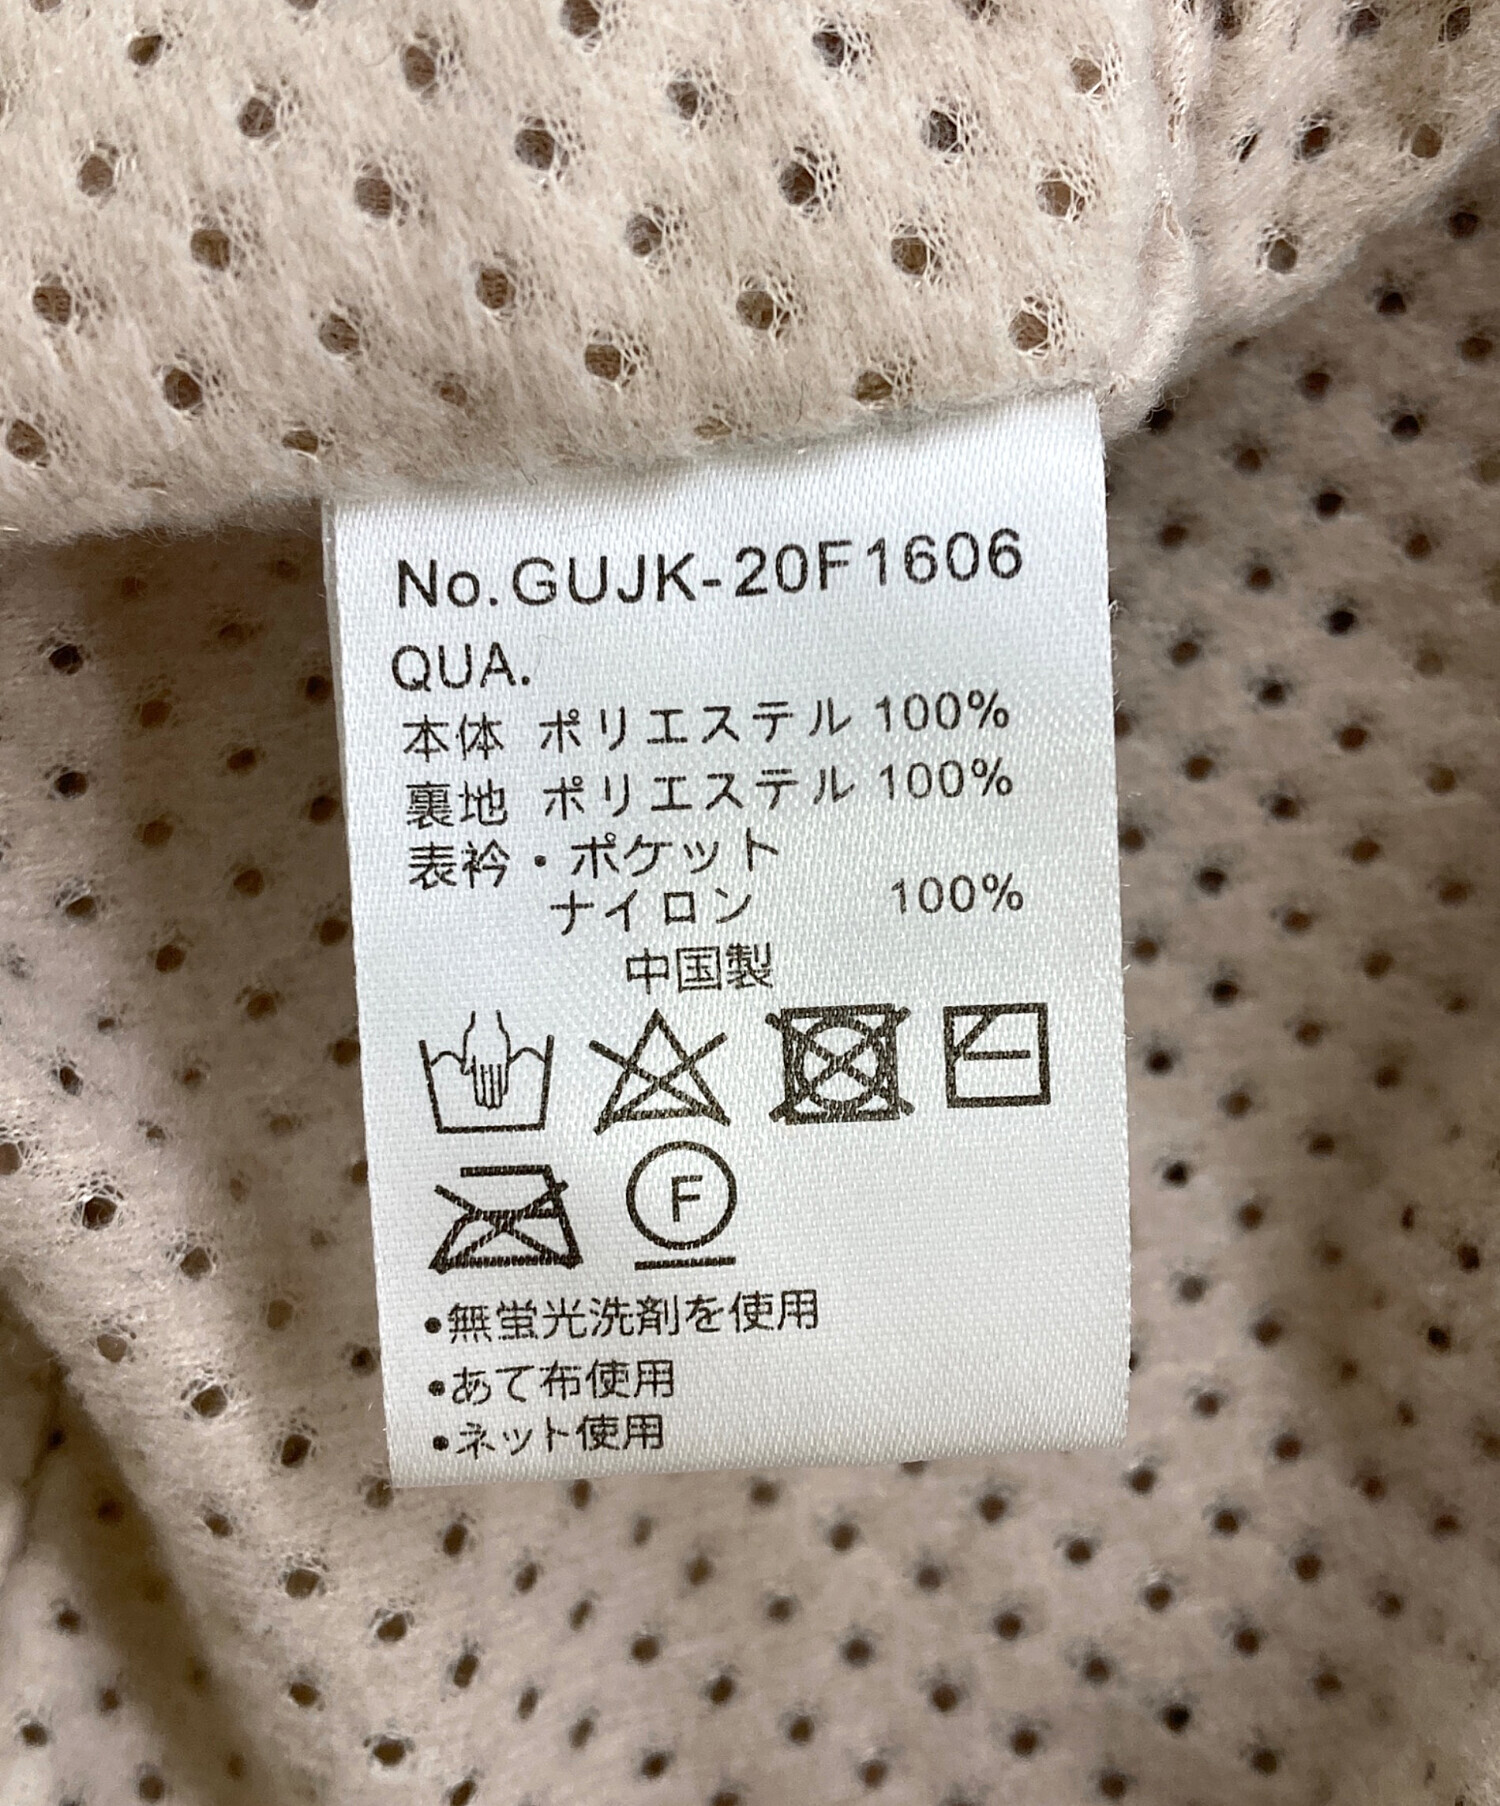 No.GUJK-20F1606
QUA.
本体 ポリエステル 100%
裏地 ポリエステル 100%
表衿・ポケット
ナイロン 100%
中国製
F
•無蛍光洗剤を使用
•あて布使用
•ネット使用